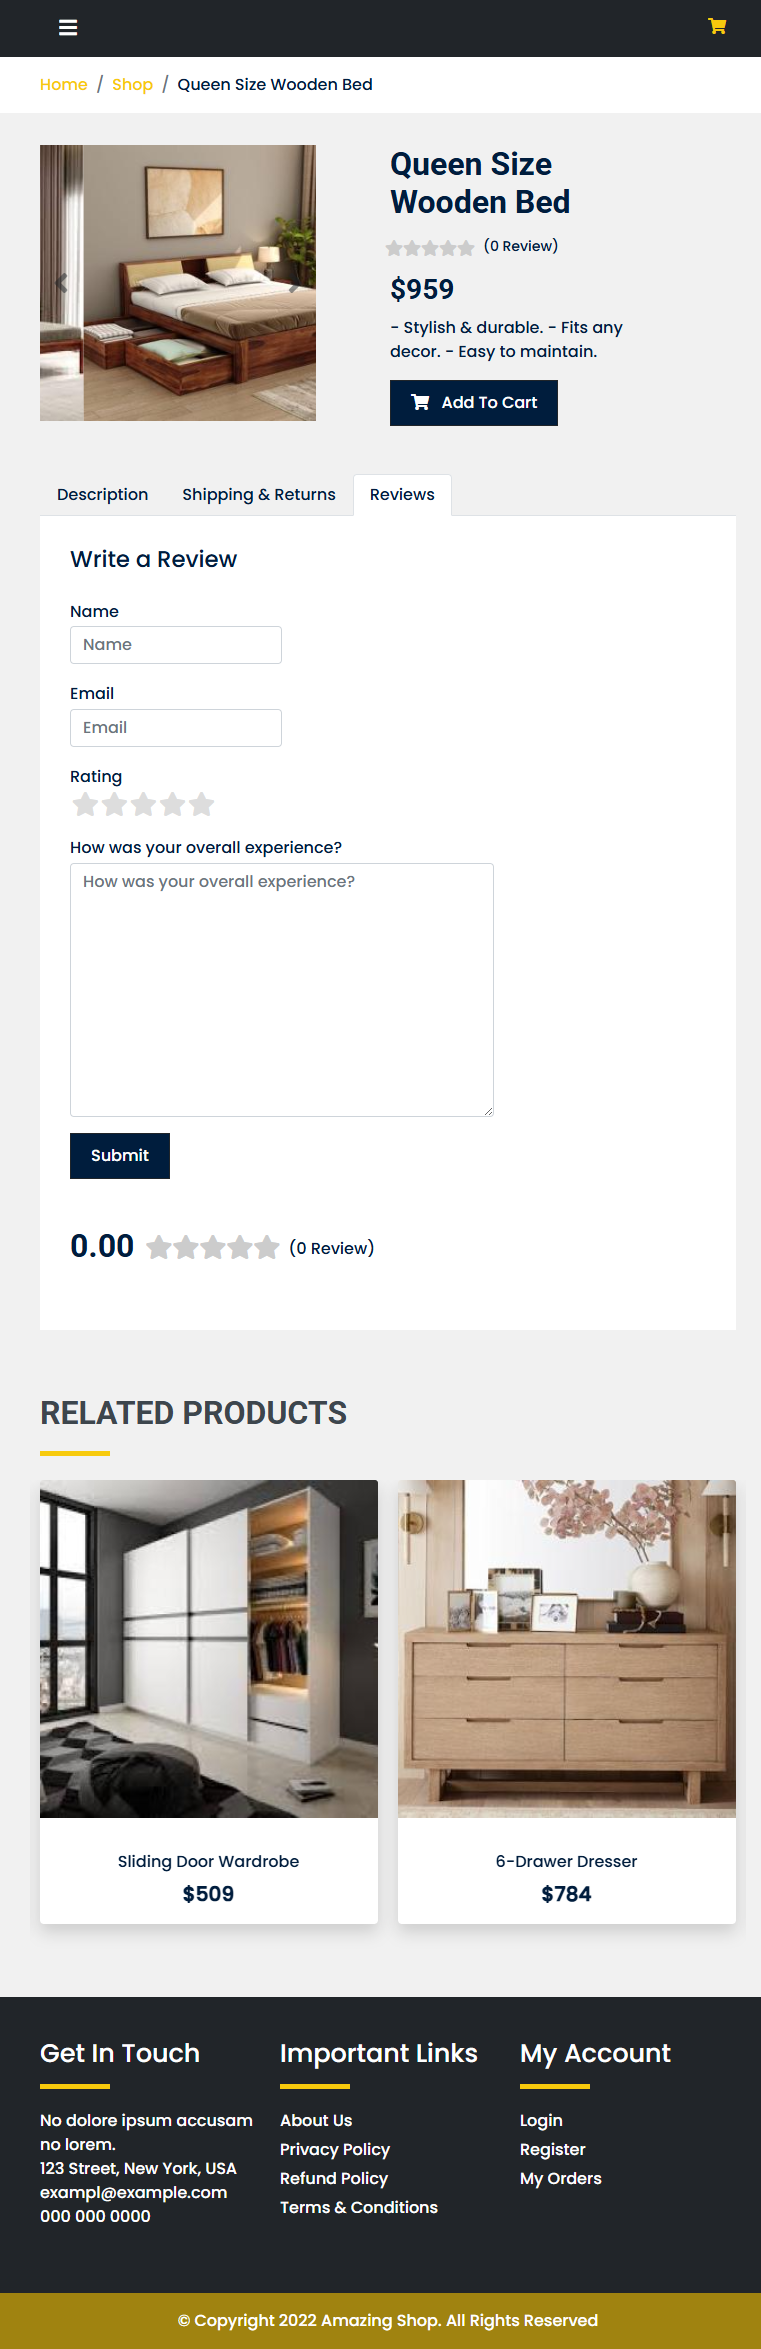 Home / Shop / Queen Size Wooden Bed
Queen Size
Wooden Bed
(0 Review)
$959
- Stylish & durable. - Fits any
decor. - Easy to maintain.
Add To Cart
Description
Shipping & Returns
Reviews
Write a Review
Name
Name
Email
Email
Rating
How was your overall experience?
How was your overall experience?
Submit
0.00 (0 Review)
RELATED PRODUCTS
Sliding Door Wardrobe
$509
6-Drawer Dresser
$784
Get In Touch
No dolore ipsum accusam
no lorem.
123 Street, New York, USA
exampl@example.com
000 000 0000
Important Links
About Us
Privacy Policy
Refund Policy
Terms & Conditions
My Account
Login
Register
My Orders
© Copyright 2022 Amazing Shop. All Rights Reserved